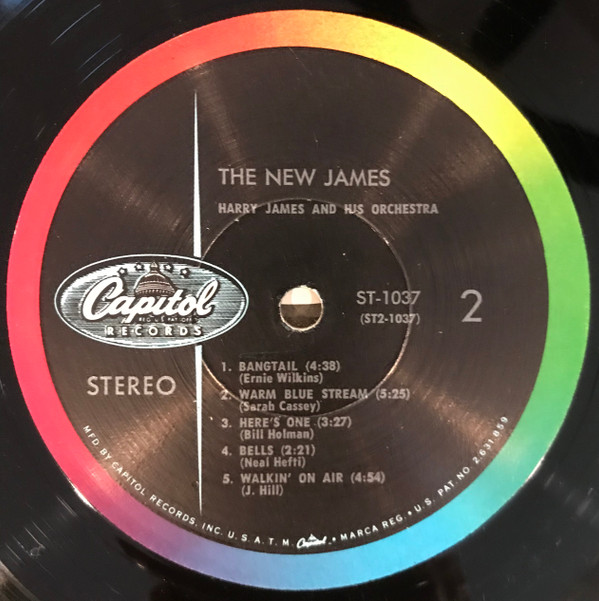 THE NEW JAMES
HARRY JAMES AND HIS ORCHESTRA
Capitol
RECORDS
STEREO
ST-1037
(ST2-1037)
2
1. BANGTAIL (4:38)
(Ernie Wilkins)
2. WARM BLUE STREAM (5:25)
(Sarah Cassey)
3. HERE'S ONE (3:27)
(Bill Holman)
4. BELLS (2:21)
(Neal Hefti)
5. WALKIN' ON AIR (4:54)
(J. Hill)
MFD. BY CAPITOL RECORDS, INC. U. S. A. T. M. Capitol • MARCA REG. • U. S. PAT. NO. 2,631,859